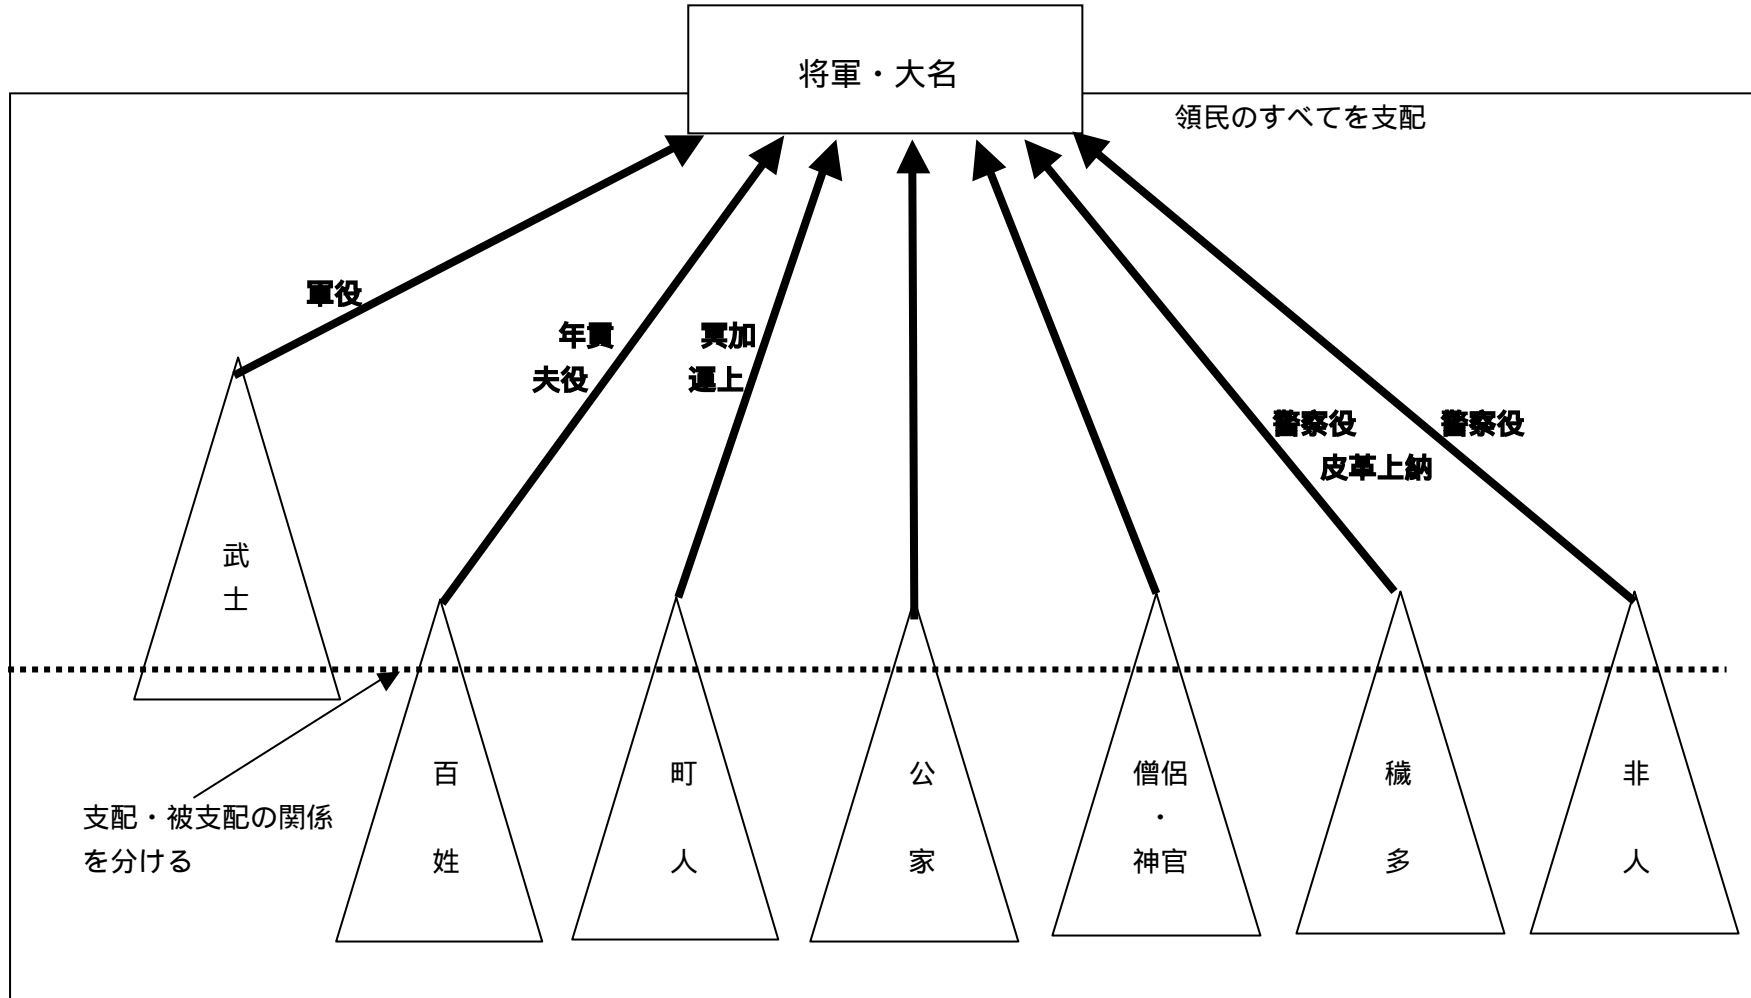 将軍・大名
領民のすべてを支配
軍役
年貢
夫役
冥加
運上
警察役
皮革上納
警察役
武
士
支配・被支配の関係
を分ける
百
姓
町
人
公
家
僧侶
・
神官
穢
多
非
人